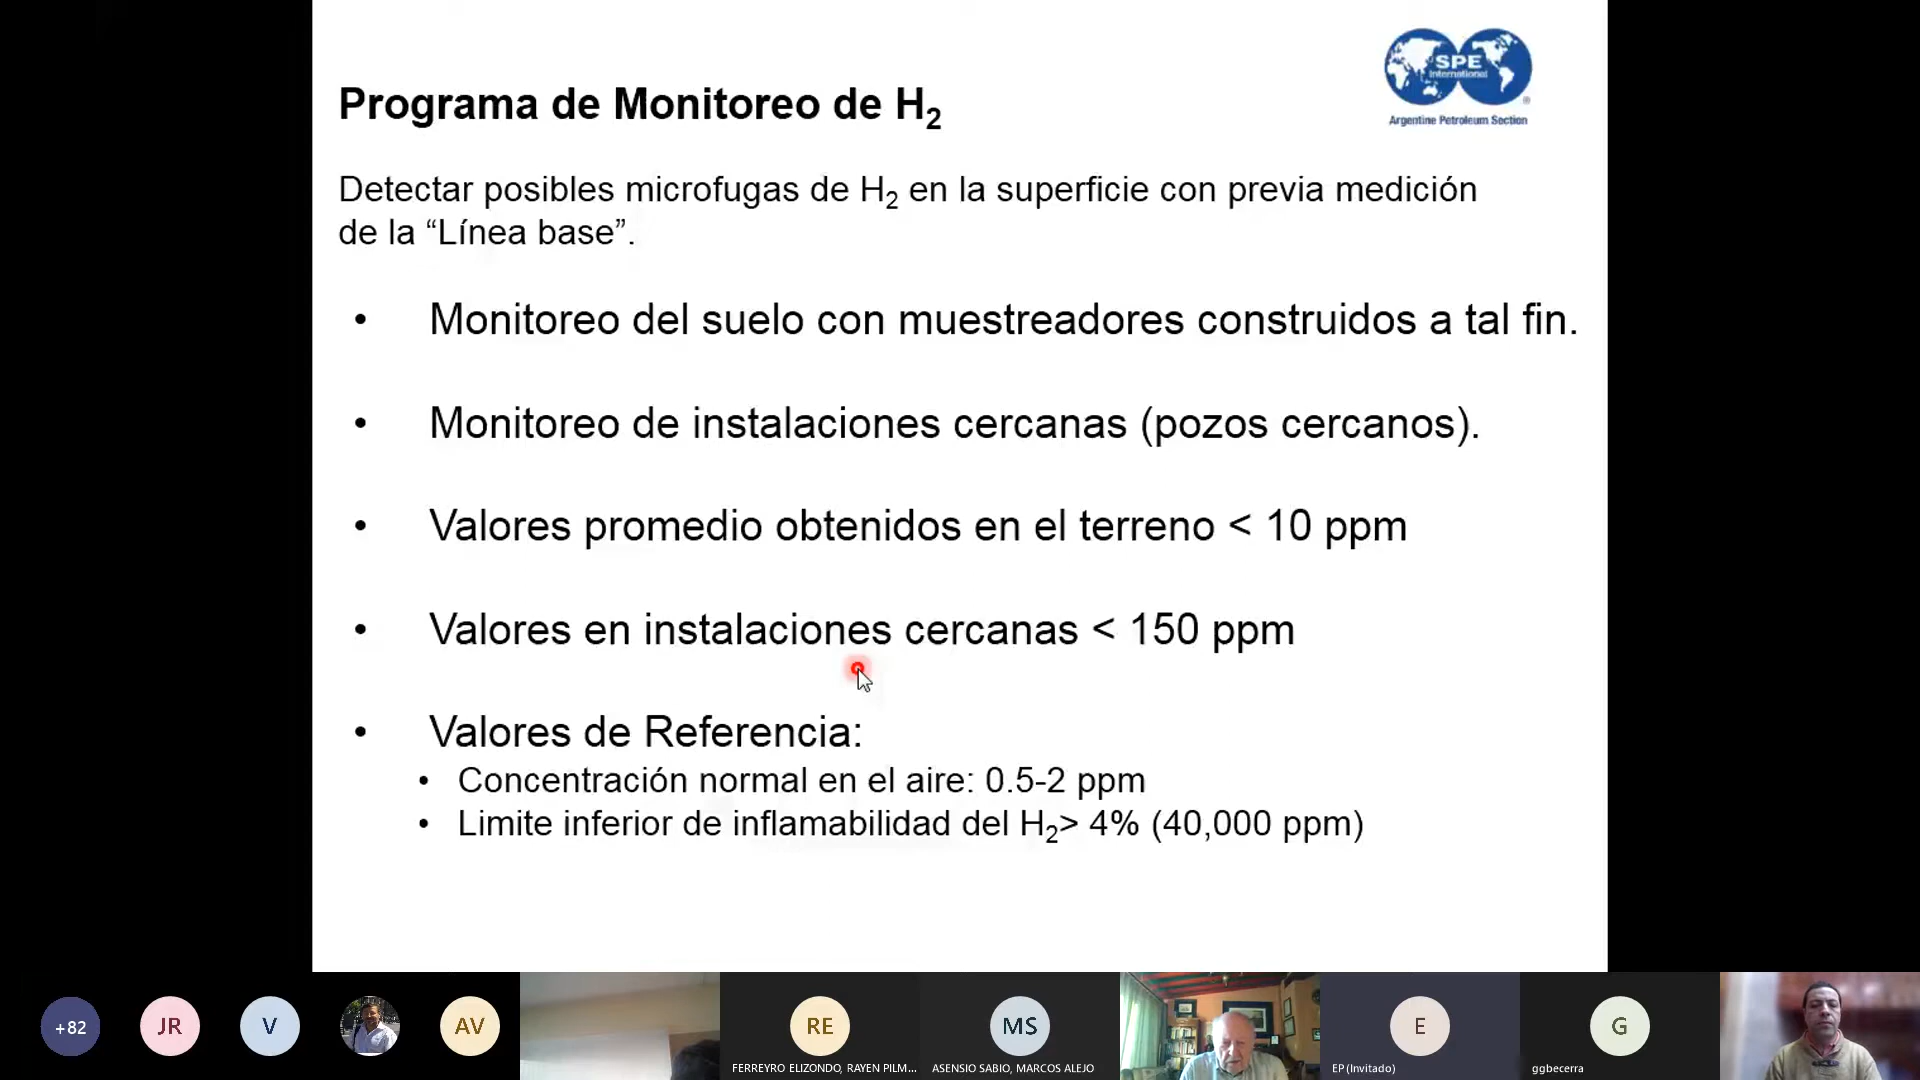 SPE
International
®
Argentine Petroleum Section
Programa de Monitoreo de H2
Detectar posibles microfugas de H2 en la superficie con previa medición
de la “Línea base”.
• Monitoreo del suelo con muestreadores construidos a tal fin.
• Monitoreo de instalaciones cercanas (pozos cercanos).
• Valores promedio obtenidos en el terreno < 10 ppm
• Valores en instalaciones cercanas < 150 ppm
• Valores de Referencia:
• Concentración normal en el aire: 0.5-2 ppm
• Limite inferior de inflamabilidad del H2> 4% (40,000 ppm)
+82
JR
V
AV
RE
FERREYRO ELIZONDO, RAYEN PILM...
MS
ASENSIO SABIO, MARCOS ALEJO
E
EP (Invitado)
G
ggbecerra